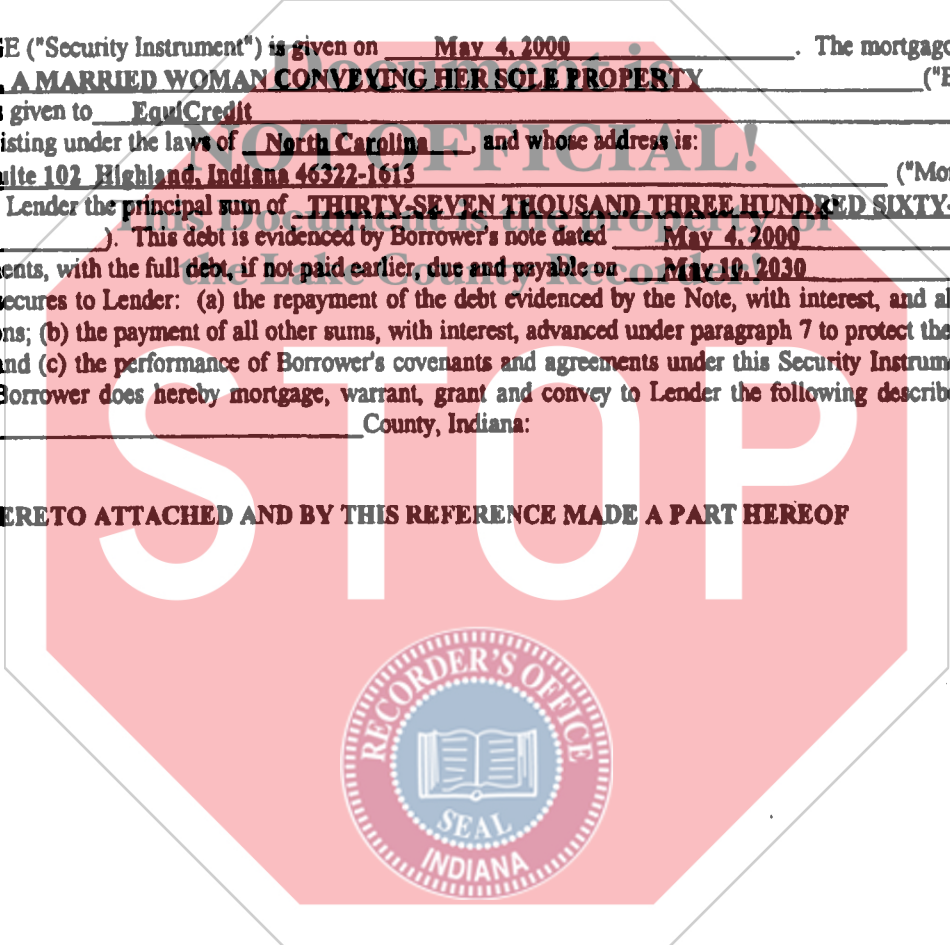 GE ("Security Instrument") is given on May 4, 2000 . The mortgago
A MARRIED WOMAN CONVEYING HER SOLE PROPERTY ("B
given to EquiCredit
isting under the laws of North Carolina , and whose address is:
uite 102 Highland, Indiana 46322-1613 ("Mor
Lender the principal sum of THIRTY-SEVEN THOUSAND THREE HUNDRED SIXTY-
). This debt is evidenced by Borrower's note dated May 4, 2000
ents, with the full debt, if not paid earlier, due and payable on May 10, 2030
ecures to Lender: (a) the repayment of the debt evidenced by the Note, with interest, and al
ns; (b) the payment of all other sums, with interest, advanced under paragraph 7 to protect the
and (c) the performance of Borrower's covenants and agreements under this Security Instrum
Borrower does hereby mortgage, warrant, grant and convey to Lender the following describe
County, Indiana:
ERETO ATTACHED AND BY THIS REFERENCE MADE A PART HEREOF
Document is
NOT OFFICIAL!
This Document is the property of
the Lake County Recorder!
STOP
RECORDER'S OFFICE
SEAL
INDIANA